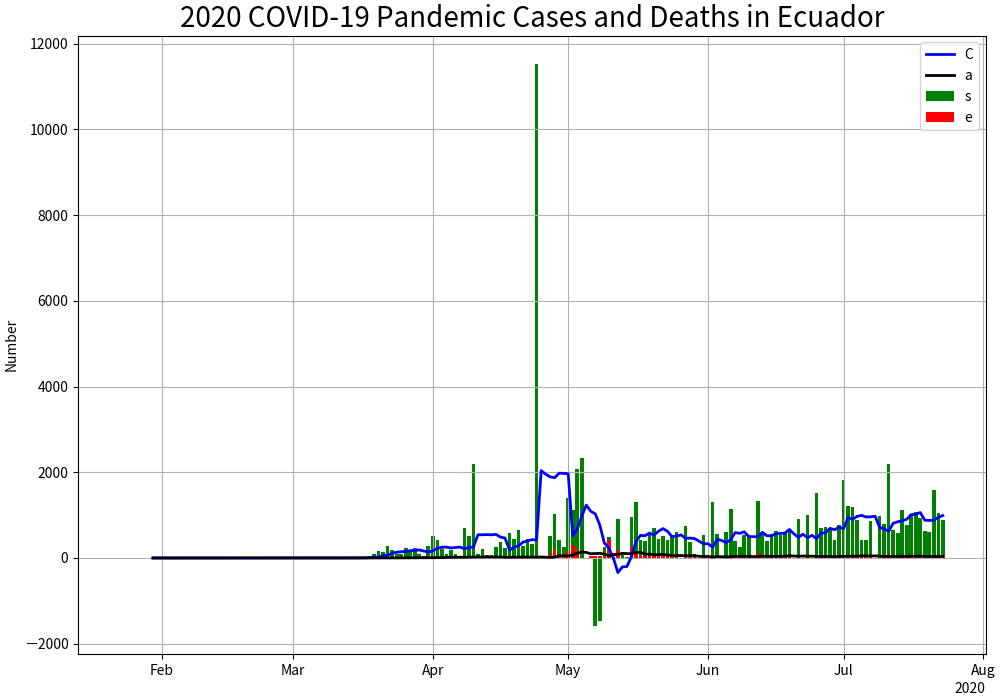 2020 COVID-19 Pandemic Cases and Deaths in Ecuador
12000
10000
8000
6000
4000
2000
0
−2000
Number
C
a
s
e
Feb
Mar
Apr
May
Jun
Jul
Aug
2020